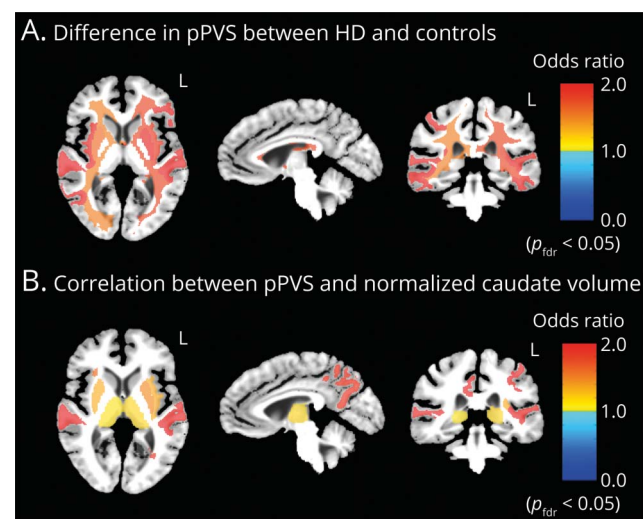 A. Difference in pPVS between HD and controls
Odds ratio
L
L
2.0
1.0
0.0
(pfdr < 0.05)
B. Correlation between pPVS and normalized caudate volume
Odds ratio
L
L
2.0
1.0
0.0
(pfdr < 0.05)